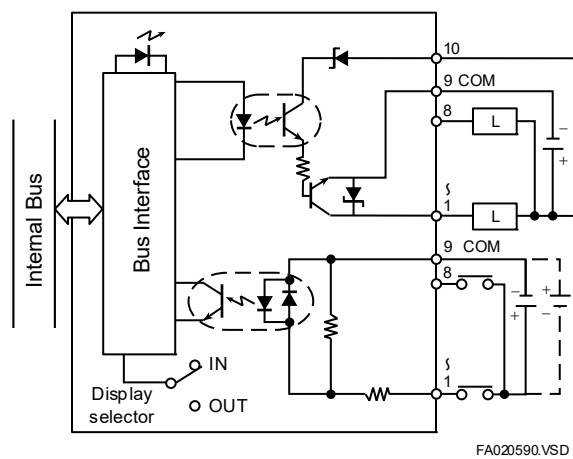 Internal Bus
Bus Interface
10
9 COM
8
L
−
+
1
L
9 COM
8
−
+
+
−
1
IN
OUT
Display
selector
FA020590.VSD